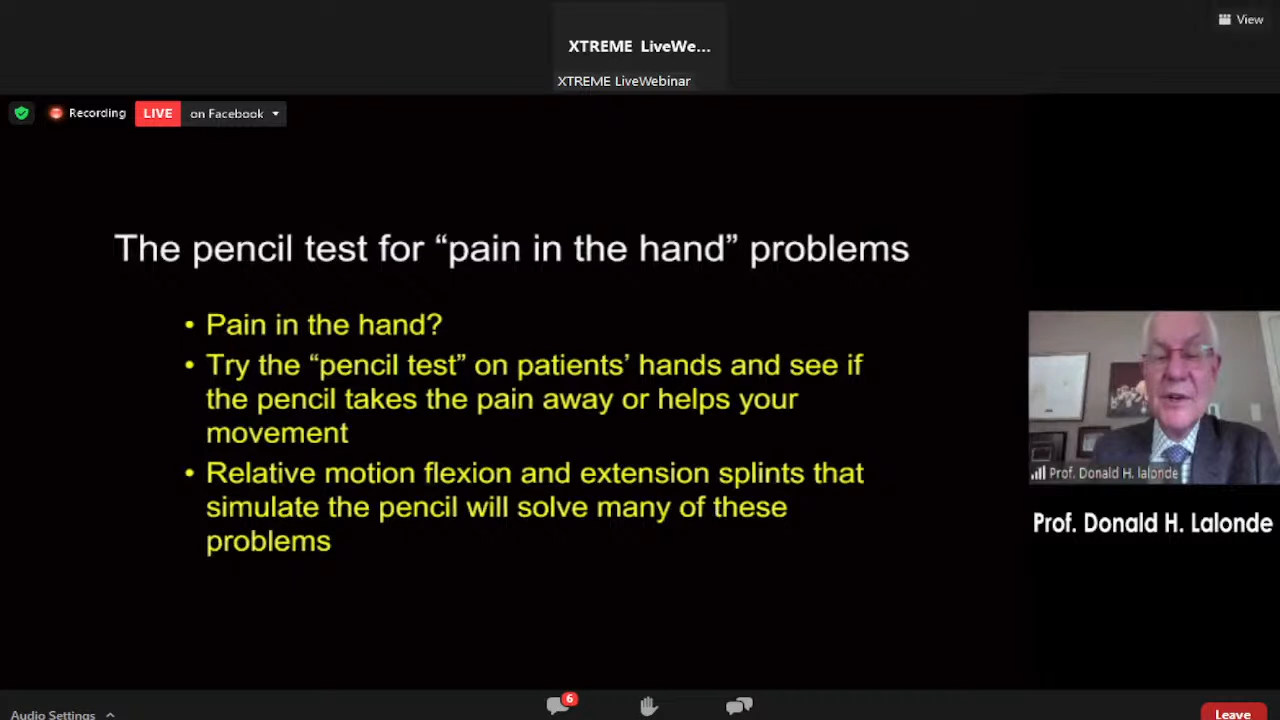 View
XTREME LiveWe...
XTREME LiveWebinar
Recording
LIVE
on Facebook
The pencil test for “pain in the hand” problems
• Pain in the hand?
• Try the “pencil test” on patients’ hands and see if
the pencil takes the pain away or helps your
movement
• Relative motion flexion and extension splints that
simulate the pencil will solve many of these
problems
Prof. Donald H. lalonde
Prof. Donald H. Lalonde
6
Audio Settings
Leave